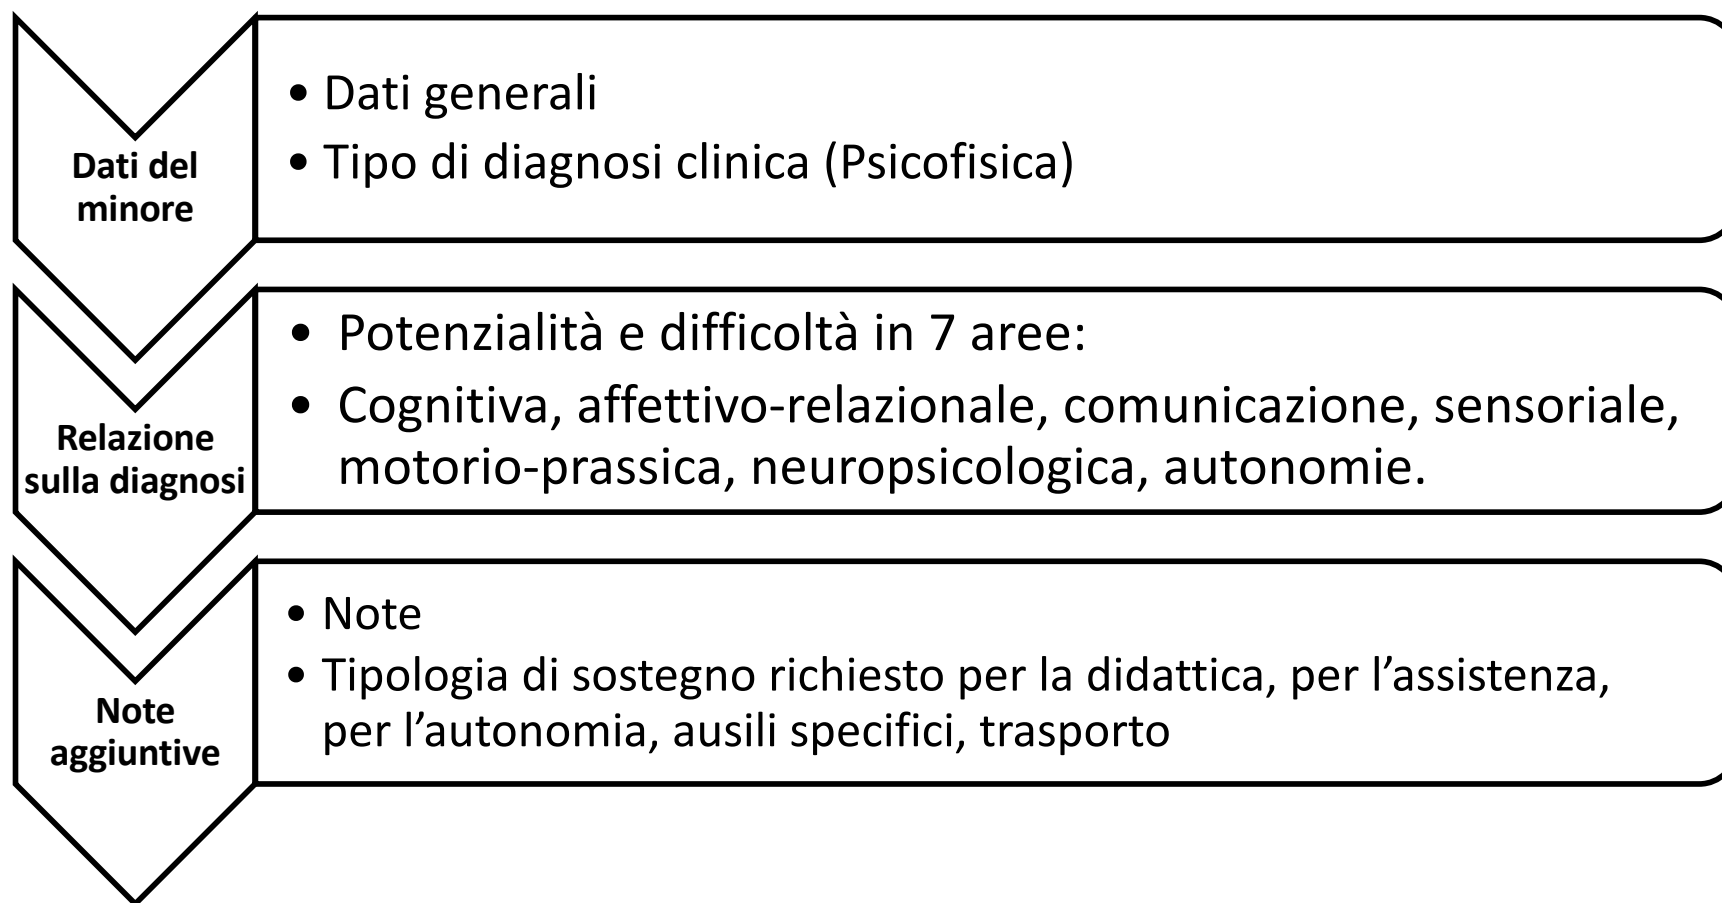 Dati del
minore
• Dati generali
• Tipo di diagnosi clinica (Psicofisica)
Relazione
sulla diagnosi
• Potenzialità e difficoltà in 7 aree:
• Cognitiva, affettivo-relazionale, comunicazione, sensoriale,
motorio-prassica, neuropsicologica, autonomie.
Note
aggiuntive
• Note
• Tipologia di sostegno richiesto per la didattica, per l’assistenza,
per l’autonomia, ausili specifici, trasporto